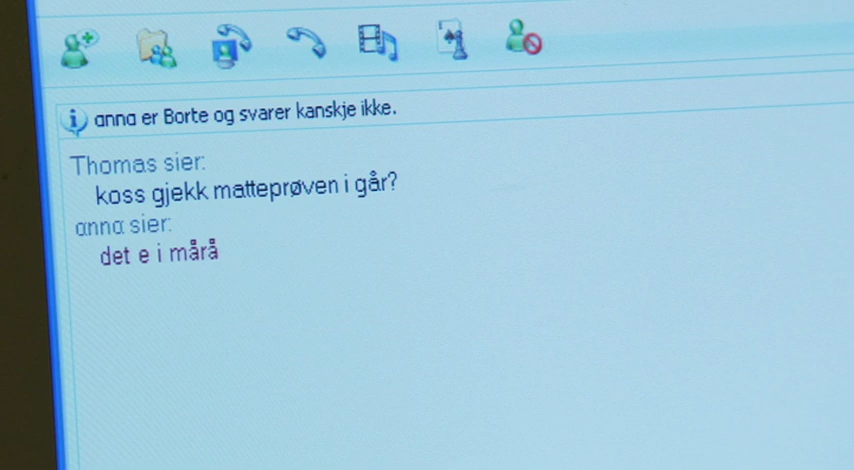 anna er Borte og svarer kanskje ikke.
Thomas sier:
koss gjekk matteprøven i går?
anna sier:
det e i mårå